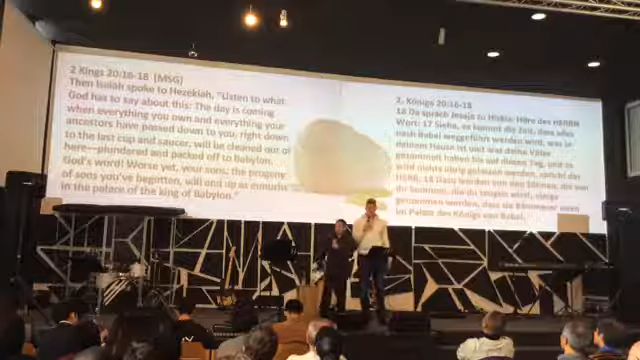 2 Kings 20:16-18 (MSG)
Then Isaiah spoke to Hezekiah, "Listen to what
God has to say about this: The day is coming
when everything you own and everything your
ancestors have passed down to you, right down
to the last cup and saucer, will be cleaned out of
here—plundered and packed off to Babylon.
God's word! Worse yet, your sons, the progeny
of sons you've begotten, will end up as eunuchs
in the palace of the king of Babylon."
2. Könige 20:16-18
16 Da sprach Jesaja zu Hiskia: Höre des HERRN
Wort: 17 Siehe, es kommt die Zeit, dass alles
nach Babel weggeführt werden wird, was in
deinem Hause ist und was deine Väter
gesammelt haben bis auf diesen Tag, und es
wird nichts übrig gelassen werden, spricht der
HERR. 18 Dazu werden von den Söhnen, die von
dir kommen, die du zeugen wirst, einige
genommen werden, dass sie Kämmerer seien
im Palast des Königs von Babel.